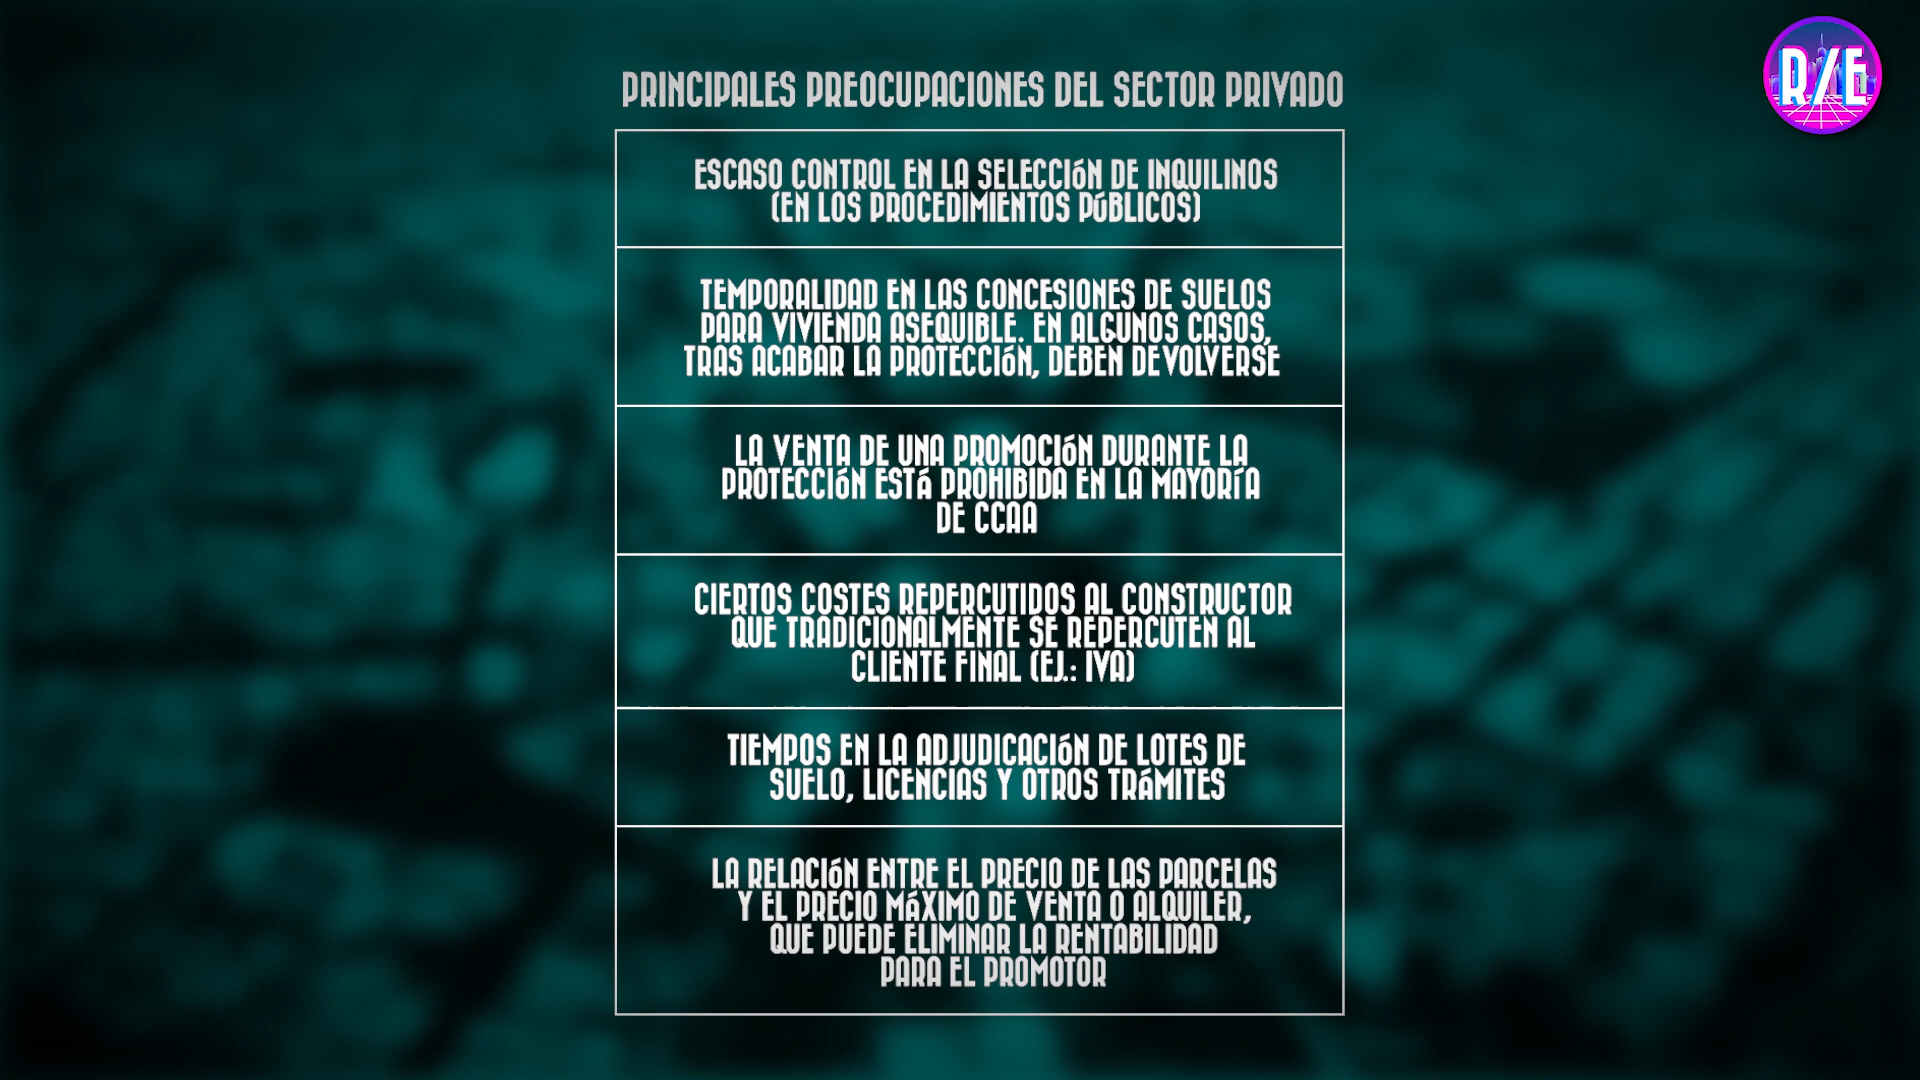 PRINCIPALES PREOCUPACIONES DEL SECTOR PRIVADO
R/E
ESCASO CONTROL EN LA SELECCIÓN DE INQUILINOS
(EN LOS PROCEDIMIENTOS PÚBLICOS)
TEMPORALIDAD EN LAS CONCESIONES DE SUELOS
PARA VIVIENDA ASEQUIBLE. EN ALGUNOS CASOS,
TRAS ACABAR LA PROTECCIÓN, DEBEN DEVOLVERSE
LA VENTA DE UNA PROMOCIÓN DURANTE LA
PROTECCIÓN ESTÁ PROHIBIDA EN LA MAYORÍA
DE CCAA
CIERTOS COSTES REPERCUTIDOS AL CONSTRUCTOR
QUE TRADICIONALMENTE SE REPERCUTEN AL
CLIENTE FINAL (EJ.: IVA)
TIEMPOS EN LA ADJUDICACIÓN DE LOTES DE
SUELO, LICENCIAS Y OTROS TRÁMITES
LA RELACIÓN ENTRE EL PRECIO DE LAS PARCELAS
Y EL PRECIO MÁXIMO DE VENTA O ALQUILER,
QUE PUEDE ELIMINAR LA RENTABILIDAD
PARA EL PROMOTOR